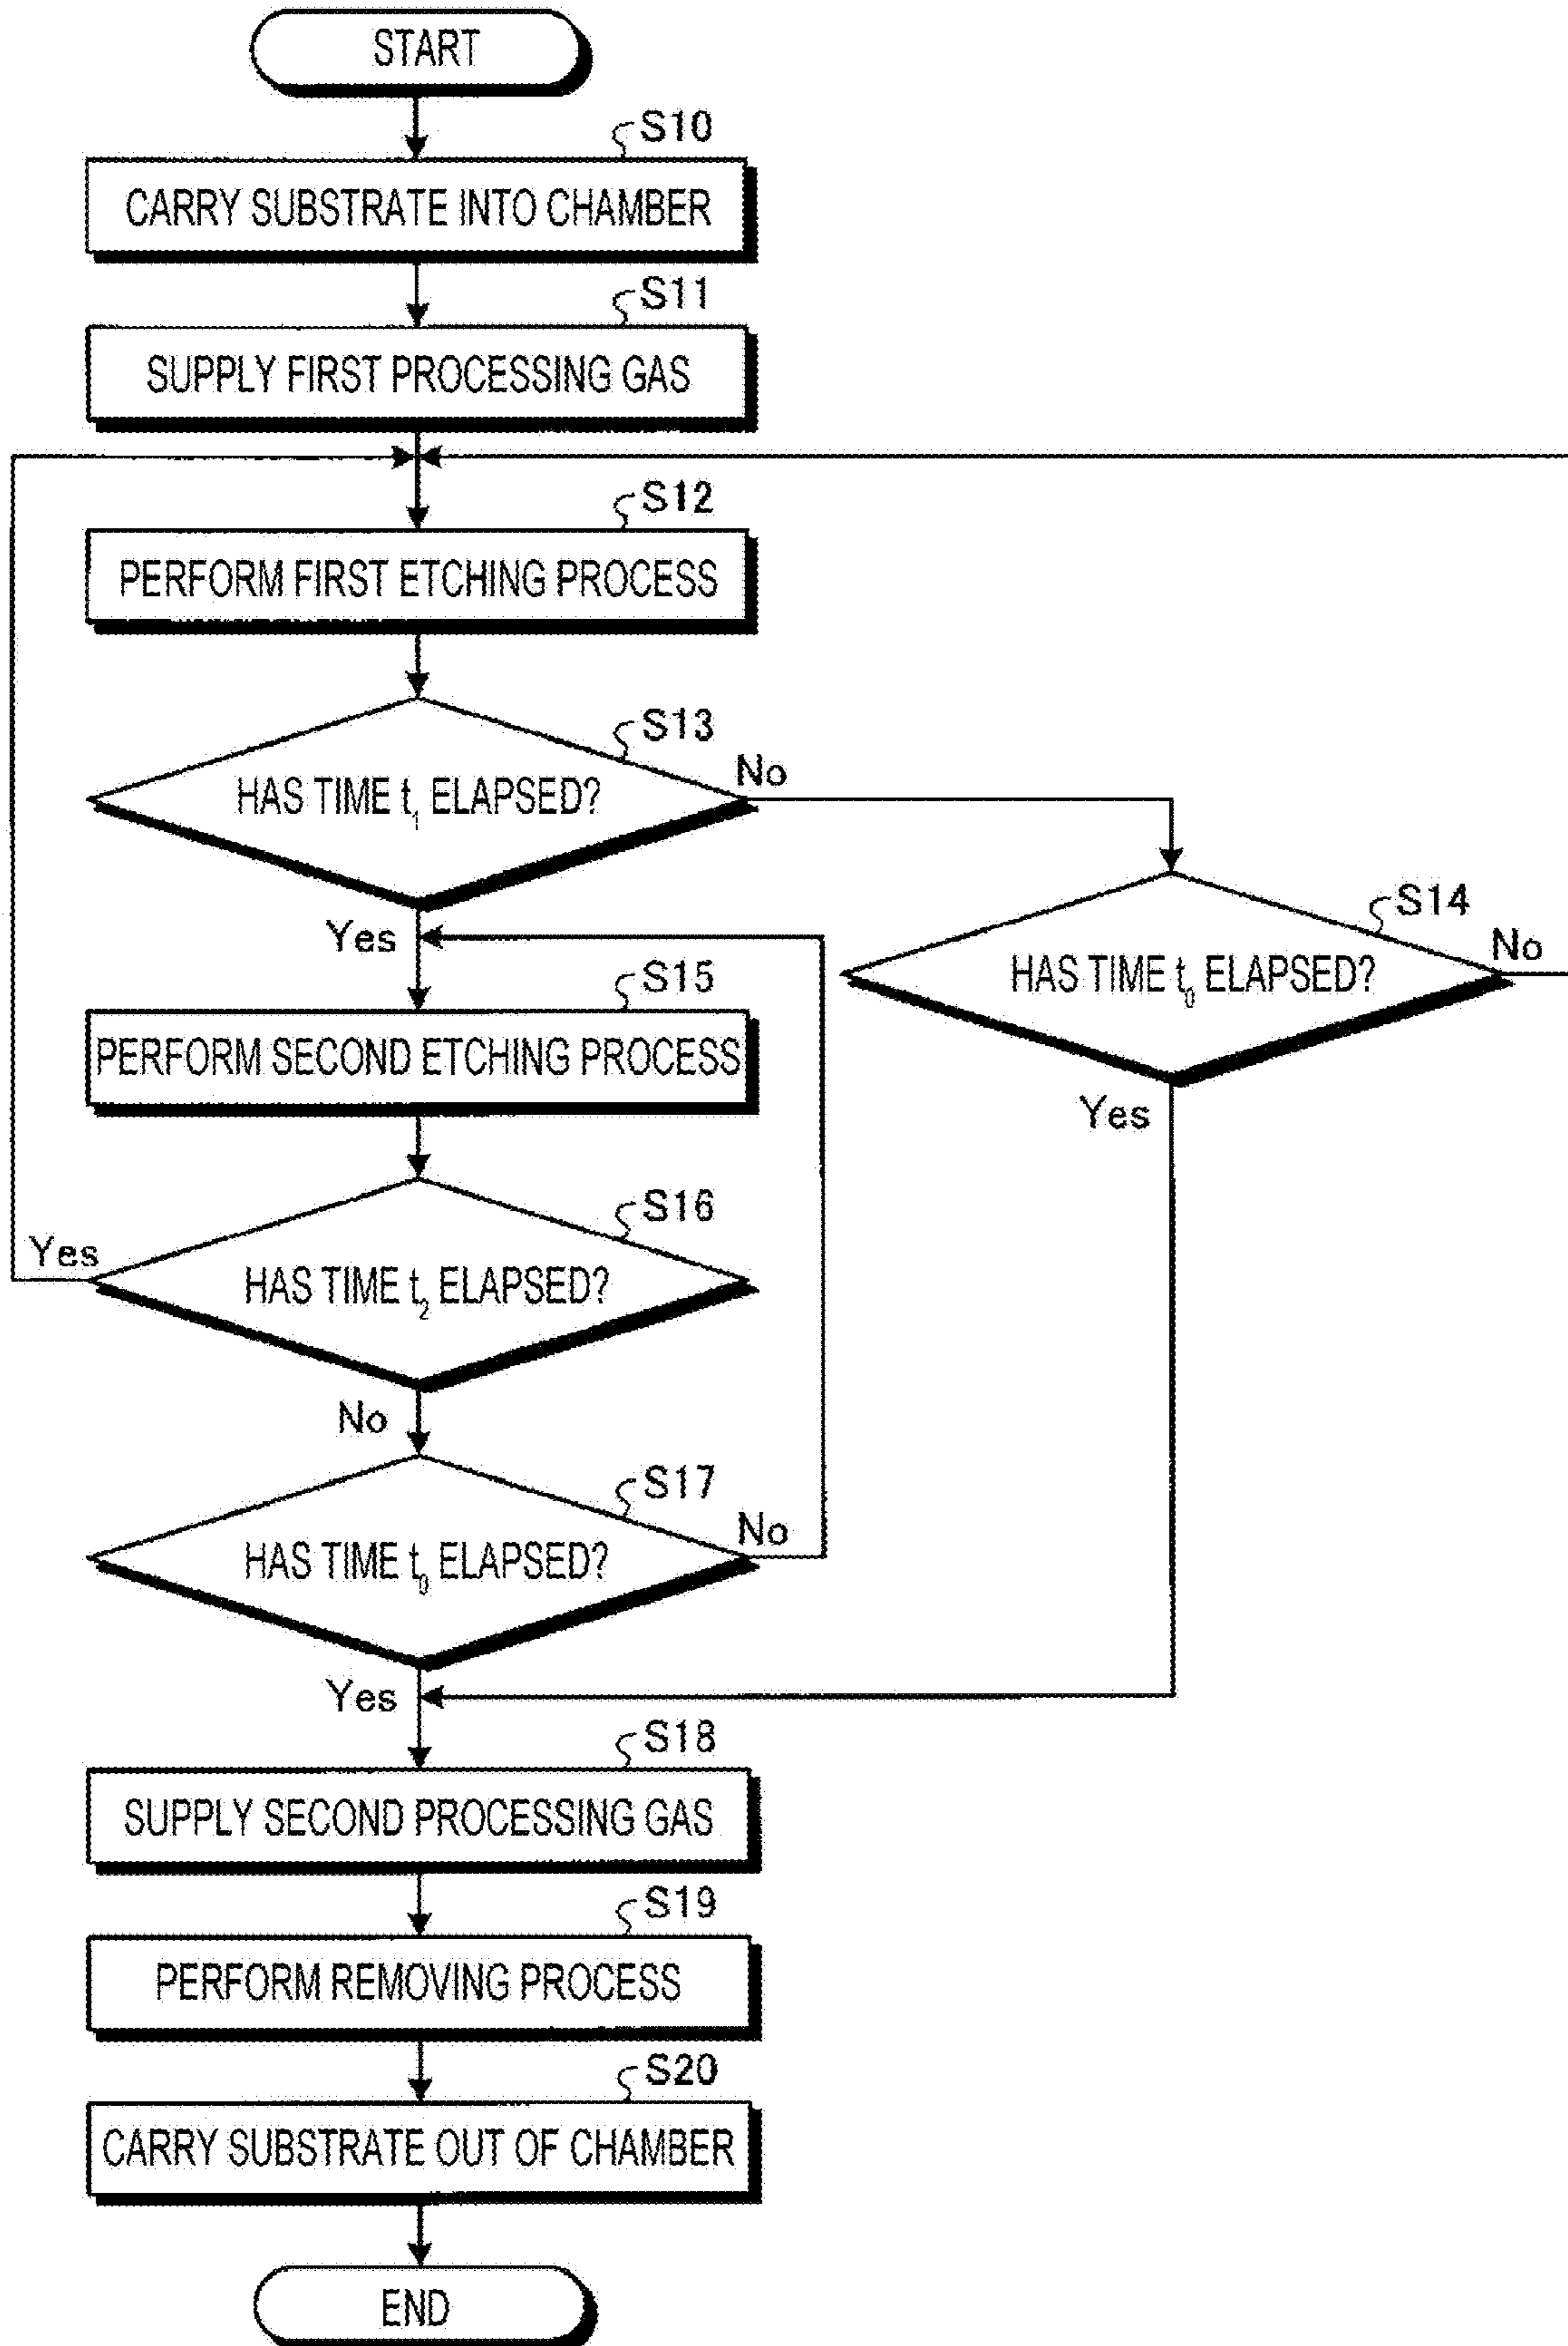 START
S10
CARRY SUBSTRATE INTO CHAMBER
S11
SUPPLY FIRST PROCESSING GAS
S12
PERFORM FIRST ETCHING PROCESS
S13
HAS TIME t₁ ELAPSED?
No
S14
HAS TIME t₀ ELAPSED?
No
Yes
Yes
S15
PERFORM SECOND ETCHING PROCESS
S16
HAS TIME t₂ ELAPSED?
Yes
No
S17
HAS TIME t₀ ELAPSED?
No
Yes
S18
SUPPLY SECOND PROCESSING GAS
S19
PERFORM REMOVING PROCESS
S20
CARRY SUBSTRATE OUT OF CHAMBER
END